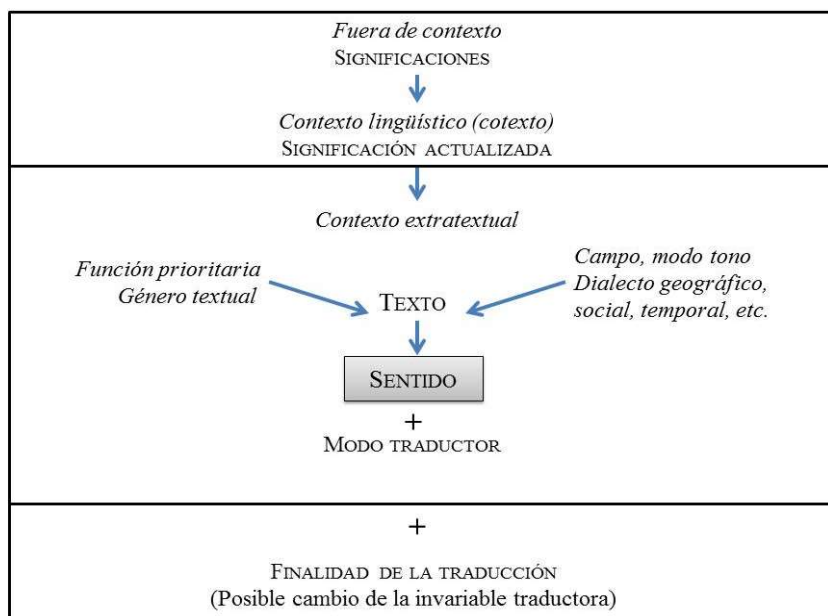 Fuera de contexto
SIGNIFICACIONES
Contexto lingüístico (cotexto)
SIGNIFICACIÓN ACTUALIZADA
Contexto extratextual
Función prioritaria
Género textual
TEXTO
Campo, modo tono
Dialecto geográfico,
social, temporal, etc.
SENTIDO
+
MODO TRADUCTOR
+
FINALIDAD DE LA TRADUCCIÓN
(Posible cambio de la invariable traductora)